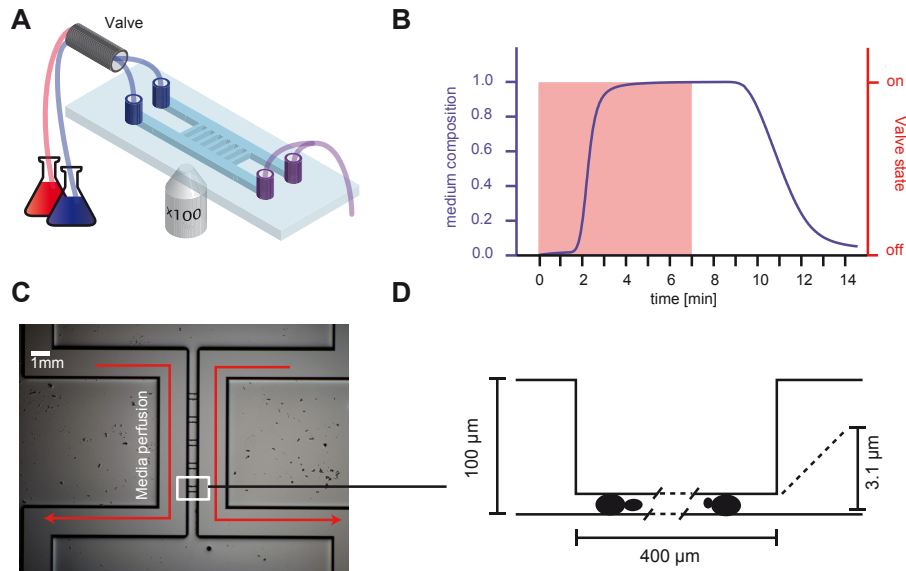 A
Valve
x100
B
medium composition
1.0
0.8
0.6
0.4
0.2
0.0
0 2 4 6 8 10 12 14
time [min]
on
off
Valve state
C
1mm
Media perfusion
D
100 µm
400 µm
3.1 µm